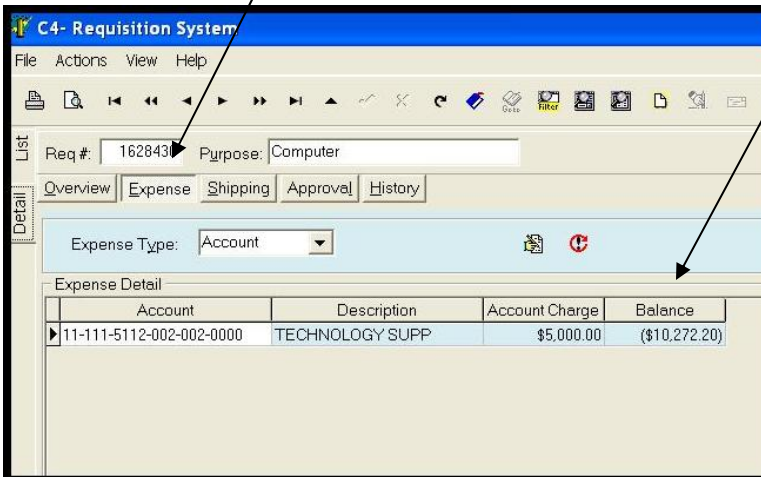 C4- Requisition System
File Actions View Help
Goto Filter
List
Req #: Purpose: Computer
Detail
Overview Expense Shipping Approval History
Expense Type: Account
Expense Detail
Account Description Account Charge Balance
11-111-5112-002-002-0000 TECHNOLOGY SUPP $5,000.00 ($10,272.20)